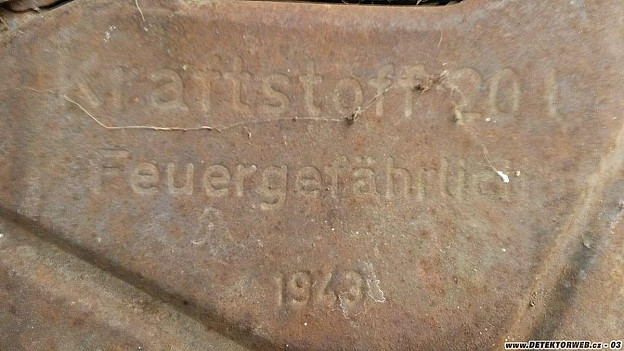 Kraftstoff 20 l
Feuergefährlich
1943
www.DETEKTORWEB.cz - 03